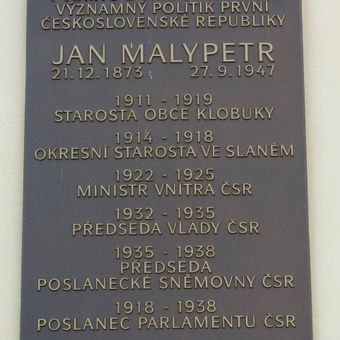 VÝZNAMNÝ POLITIK PRVNÍ
ČESKOSLOVENSKÉ REPUBLIKY
JAN MALYPETR
21.12.1873 27.9.1947
1911 - 1919
STAROSTA OBCE KLOBUKY
1914 - 1918
OKRESNÍ STAROSTA VE SLANÉM
1922 - 1925
MINISTR VNITRA ČSR
1932 - 1935
PŘEDSEDA VLÁDY ČSR
1935 - 1938
PŘEDSEDA
POSLANECKÉ SNĚMOVNY ČSR
1918 - 1938
POSLANEC PARLAMENTU ČSR